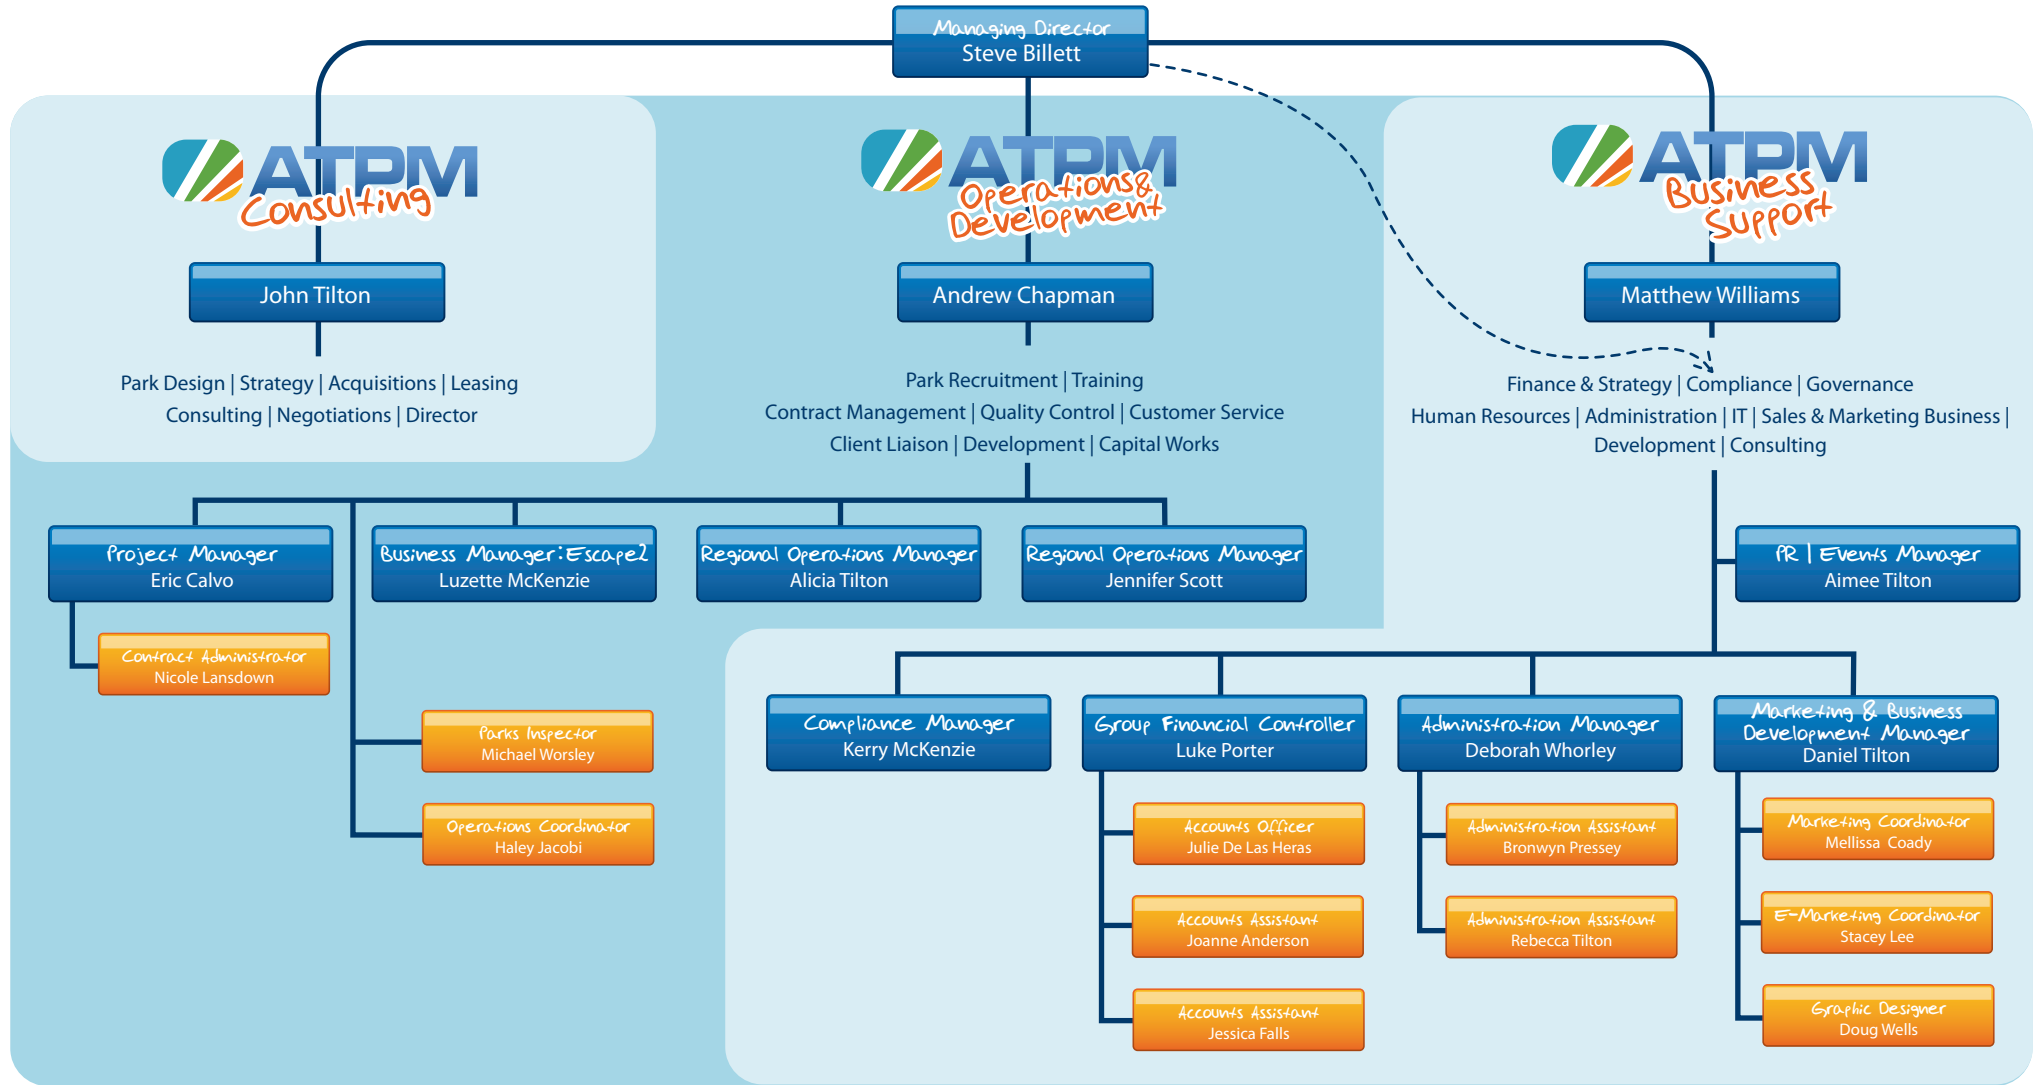 Managing Director
Steve Billett
ATPM
Consulting
ATPM
Operations &
Development
ATPM
Business
Support
John Tilton
Andrew Chapman
Matthew Williams
Park Design | Strategy | Acquisitions | Leasing
Consulting | Negotiations | Director
Park Recruitment | Training
Contract Management | Quality Control | Customer Service
Client Liaison | Development | Capital Works
Finance & Strategy | Compliance | Governance
Human Resources | Administration | IT | Sales & Marketing Business |
Development | Consulting
Project Manager
Eric Calvo
Business Manager: Escape2
Luzette McKenzie
Regional Operations Manager
Alicia Tilton
Regional Operations Manager
Jennifer Scott
PR | Events Manager
Aimee Tilton
Contract Administrator
Nicole Lansdown
Parks Inspector
Michael Worsley
Operations Coordinator
Haley Jacobi
Compliance Manager
Kerry McKenzie
Group Financial Controller
Luke Porter
Administration Manager
Deborah Whorley
Marketing & Business
Development Manager
Daniel Tilton
Accounts Officer
Julie De Las Heras
Accounts Assistant
Joanne Anderson
Accounts Assistant
Jessica Falls
Administration Assistant
Bronwyn Pressey
Administration Assistant
Rebecca Tilton
Marketing Coordinator
Mellissa Coady
E-Marketing Coordinator
Stacey Lee
Graphic Designer
Doug Wells